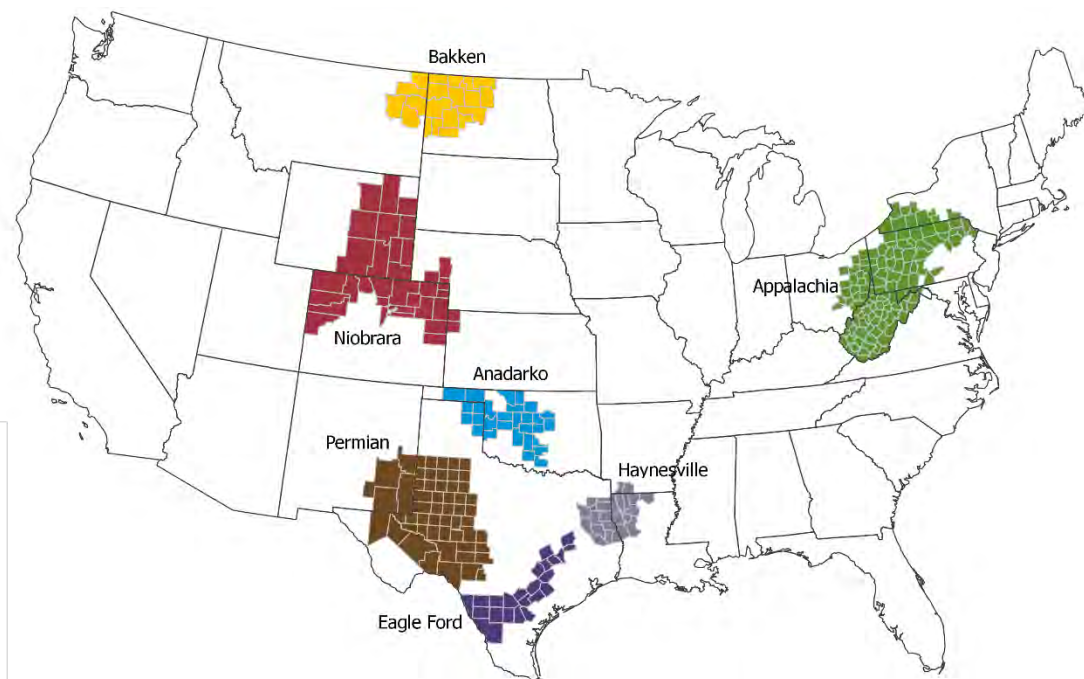 Bakken
Appalachia
Niobrara
Anadarko
Permian
Haynesville
Eagle Ford